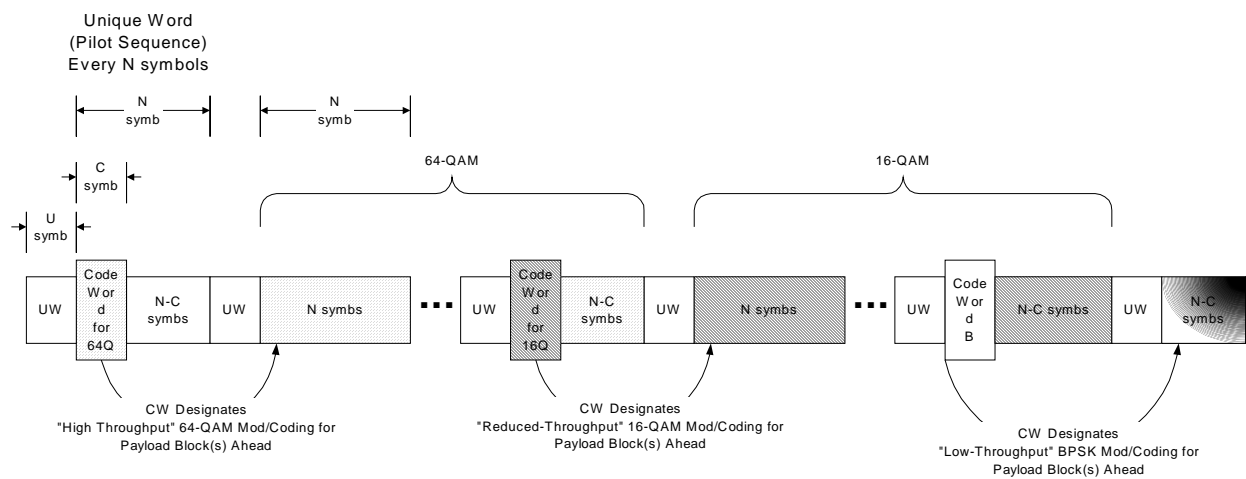 Unique Word
(Pilot Sequence)
Every N symbols
N
symb
N
symb
C
symb
U
symb
64-QAM
16-QAM
UW
Code
Wor
d
for
64Q
N-C
symbs
UW
N symbs
UW
Code
Wor
d
for
16Q
N-C
symbs
UW
N symbs
UW
Code
Wor
d
B
N-C symbs
UW
N-C
symbs
CW Designates
"High Throughput" 64-QAM Mod/Coding for
Payload Block(s) Ahead
CW Designates
"Reduced-Throughput" 16-QAM Mod/Coding for
Payload Block(s) Ahead
CW Designates
"Low-Throughput" BPSK Mod/Coding for
Payload Block(s) Ahead